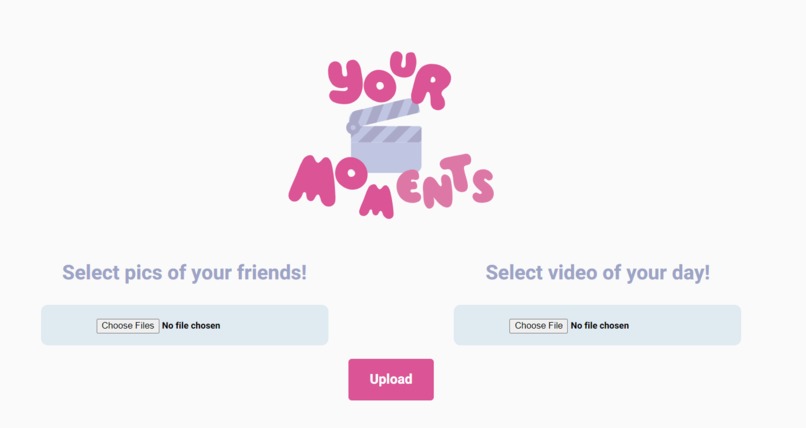 YOUR
MOMENTS
Select pics of your friends!
Select video of your day!
Choose Files No file chosen
Choose File No file chosen
Upload